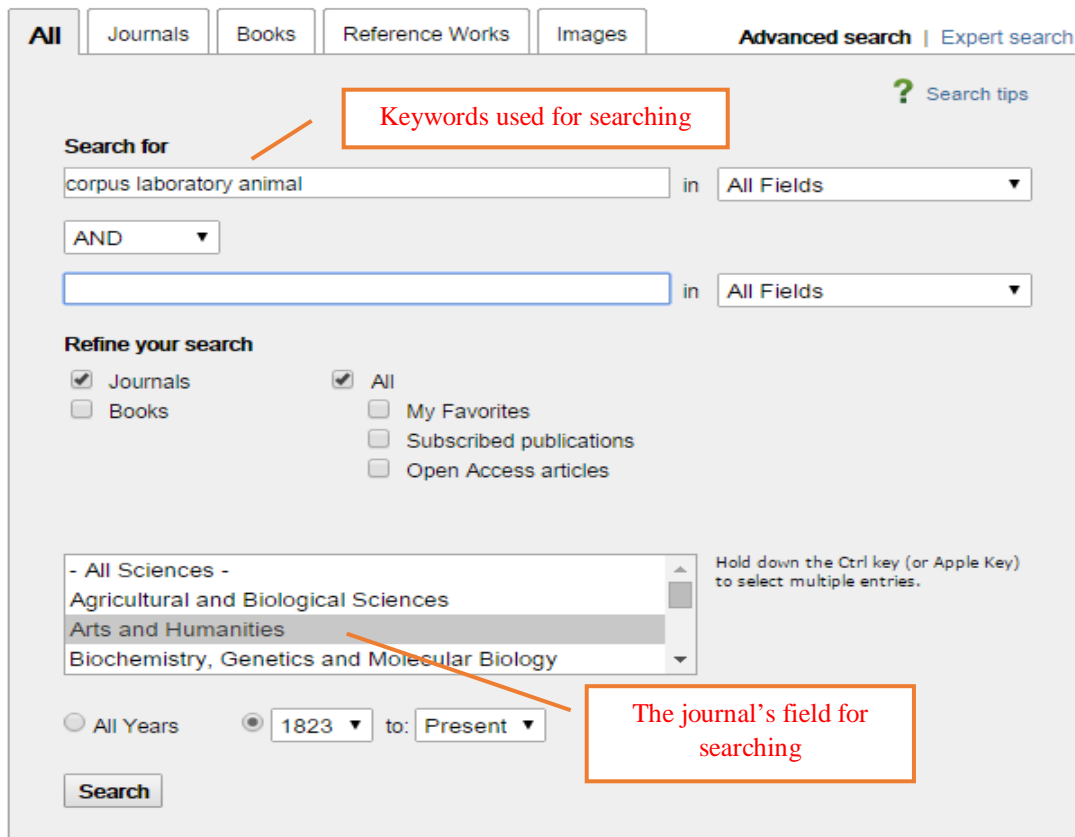 All Journals Books Reference Works Images Advanced search | Expert search
? Search tips
Keywords used for searching
Search for
corpus laboratory animal in All Fields
AND
in All Fields
Refine your search
Journals All
Books My Favorites
Subscribed publications
Open Access articles
- All Sciences -
Agricultural and Biological Sciences
Arts and Humanities
Biochemistry, Genetics and Molecular Biology
Hold down the Ctrl key (or Apple Key)
to select multiple entries.
All Years 1823 to: Present
The journal's field for
searching
Search